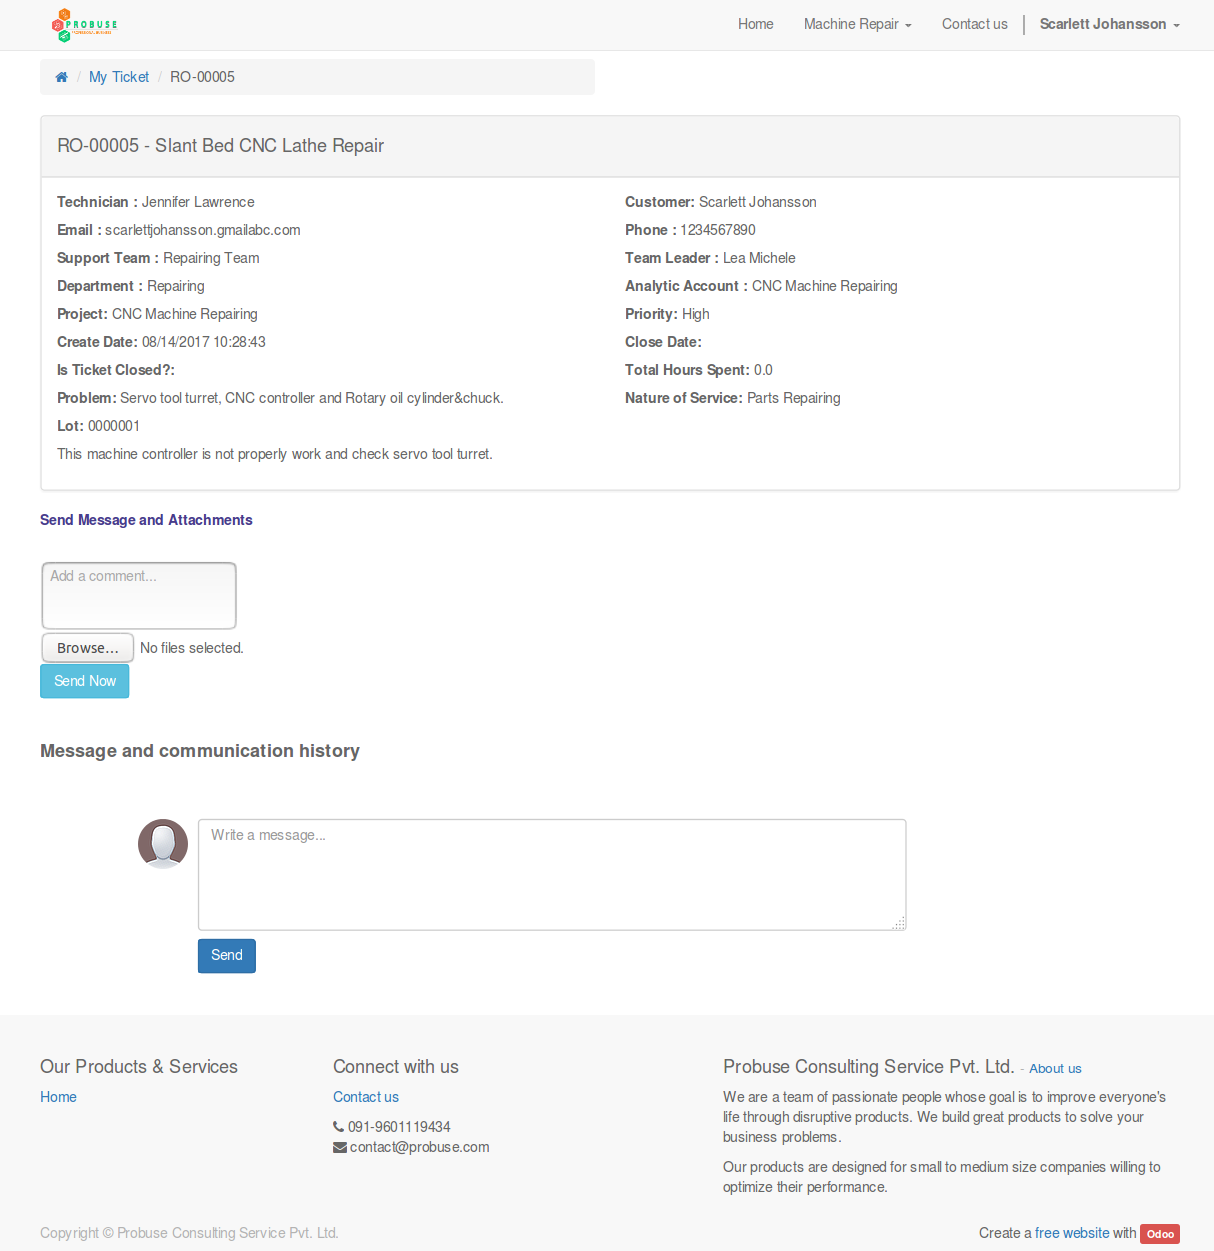 PROBUSE
Home Machine Repair Contact us Scarlett Johansson
/ My Ticket / RO-00005
RO-00005 - Slant Bed CNC Lathe Repair
Technician : Jennifer Lawrence
Customer: Scarlett Johansson
Email : scarlettjohansson.gmailabc.com
Phone : 1234567890
Support Team : Repairing Team
Team Leader : Lea Michele
Department : Repairing
Analytic Account : CNC Machine Repairing
Project: CNC Machine Repairing
Priority: High
Create Date: 08/14/2017 10:28:43
Close Date:
Is Ticket Closed?:
Total Hours Spent: 0.0
Problem: Servo tool turret, CNC controller and Rotary oil cylinder&chuck.
Nature of Service: Parts Repairing
Lot: 0000001
This machine controller is not properly work and check servo tool turret.
Send Message and Attachments
Add a comment...
Browse... No files selected.
Send Now
Message and communication history
Write a message...
Send
Our Products & Services
Home
Connect with us
Contact us
091-9601119434
contact@probuse.com
Probuse Consulting Service Pvt. Ltd. - About us
We are a team of passionate people whose goal is to improve everyone's
life through disruptive products. We build great products to solve your
business problems.
Our products are designed for small to medium size companies willing to
optimize their performance.
Copyright © Probuse Consulting Service Pvt. Ltd.
Create a free website with Odoo